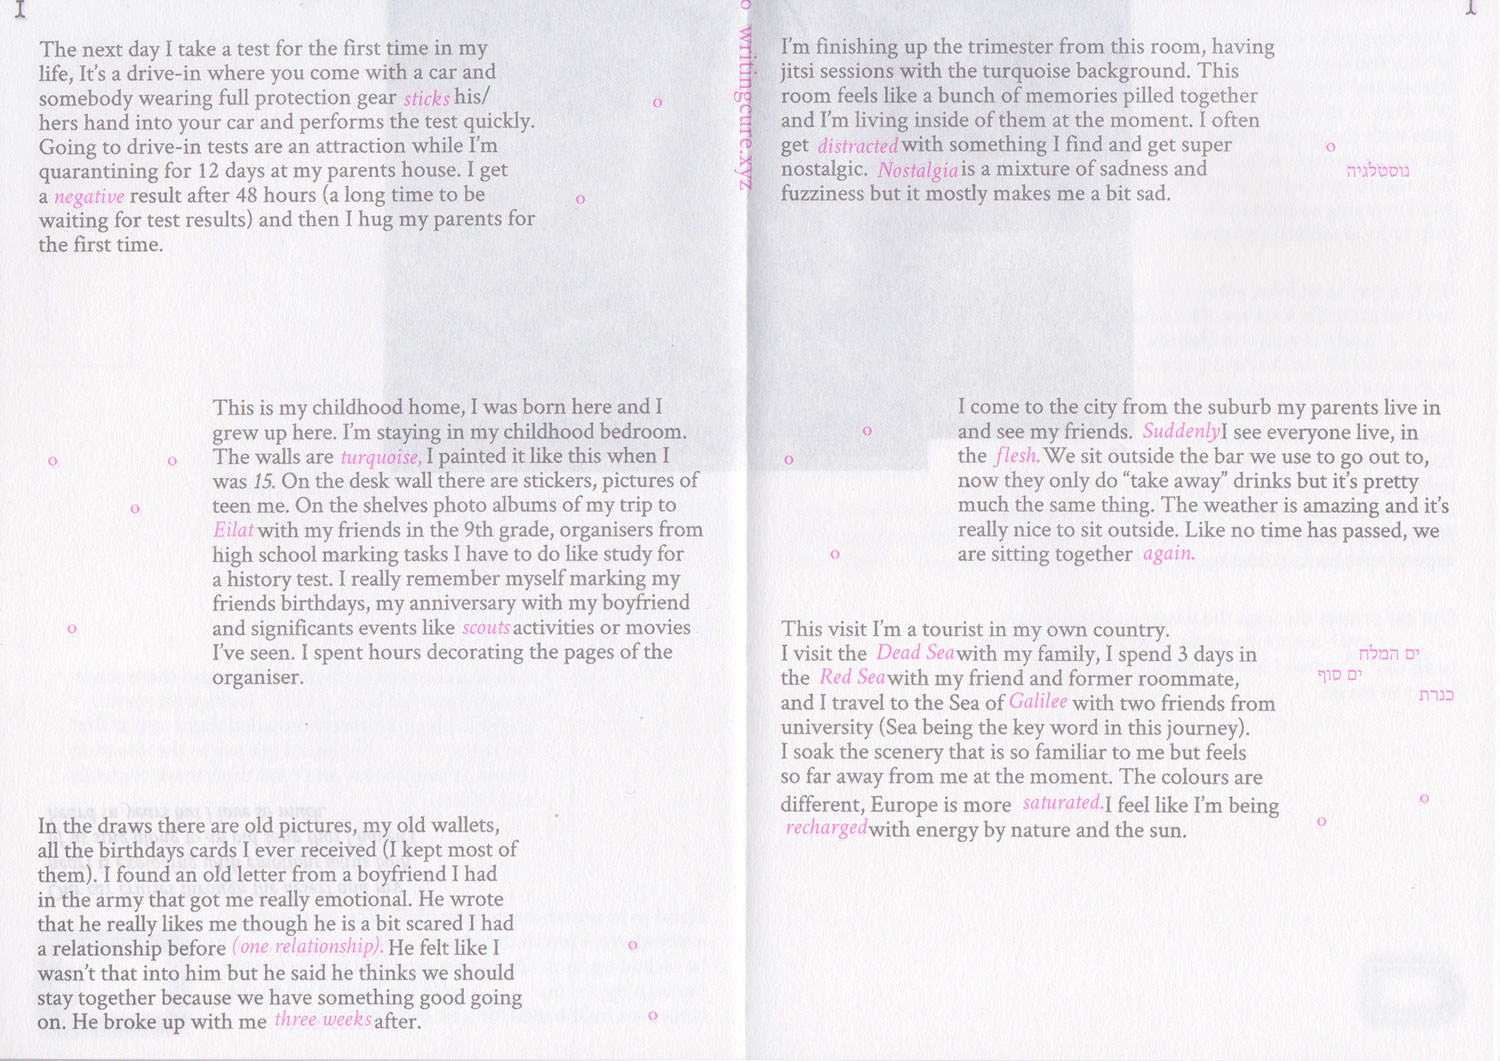 I
The next day I take a test for the first time in my
life, It’s a drive-in where you come with a car and
somebody wearing full protection gear sticks his/
hers hand into your car and performs the test quickly.
Going to drive-in tests are an attraction while I’m
quarantining for 12 days at my parents house. I get
a negative result after 48 hours (a long time to be
waiting for test results) and then I hug my parents for
the first time.
o
o
This is my childhood home, I was born here and I
grew up here. I’m staying in my childhood bedroom.
The walls are turquoise, I painted it like this when I
was 15. On the desk wall there are stickers, pictures of
teen me. On the shelves photo albums of my trip to
Eilat with my friends in the 9th grade, organisers from
high school marking tasks I have to do like study for
a history test. I really remember myself marking my
friends birthdays, my anniversary with my boyfriend
and significants events like scouts activities or movies
I’ve seen. I spent hours decorating the pages of the
organiser.
o o
o
o
In the draws there are old pictures, my old wallets,
all the birthdays cards I ever received (I kept most of
them). I found an old letter from a boyfriend I had
in the army that got me really emotional. He wrote
that he really likes me though he is a bit scared I had
a relationship before (one relationship). He felt like I
wasn’t that into him but he said he thinks we should
stay together because we have something good going
on. He broke up with me three weeks after.
o
o
o writungcure.xyz
I
I’m finishing up the trimester from this room, having
jitsi sessions with the turquoise background. This
room feels like a bunch of memories pilled together
and I’m living inside of them at the moment. I often
get distracted with something I find and get super
nostalgic. Nostalgia is a mixture of sadness and
fuzziness but it mostly makes me a bit sad.
o
נוסטלגיה
I come to the city from the suburb my parents live in
and see my friends. Suddenly I see everyone live, in
the flesh. We sit outside the bar we use to go out to,
now they only do “take away” drinks but it’s pretty
much the same thing. The weather is amazing and it’s
really nice to sit outside. Like no time has passed, we
are sitting together again.
o
o
o
This visit I’m a tourist in my own country.
I visit the Dead Sea with my family, I spend 3 days in
the Red Sea with my friend and former roommate,
and I travel to the Sea of Galilee with two friends from
university (Sea being the key word in this journey).
I soak the scenery that is so familiar to me but feels
so far away from me at the moment. The colours are
different, Europe is more saturated. I feel like I’m being
recharged with energy by nature and the sun.
ים המלח
ים סוף
כנרת
o
o